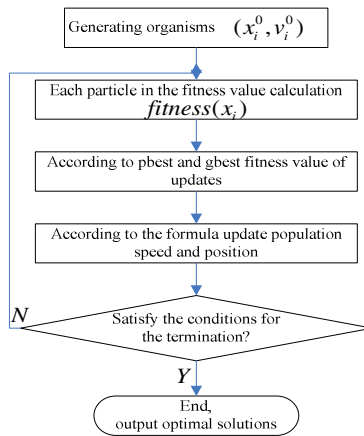 Generating organisms (x_i^0, v_i^0)
Each particle in the fitness value calculation
fitness(x_i)
According to pbest and gbest fitness value of
updates
According to the formula update population
speed and position
N
Satisfy the conditions for
the termination?
Y
End,
output optimal solutions